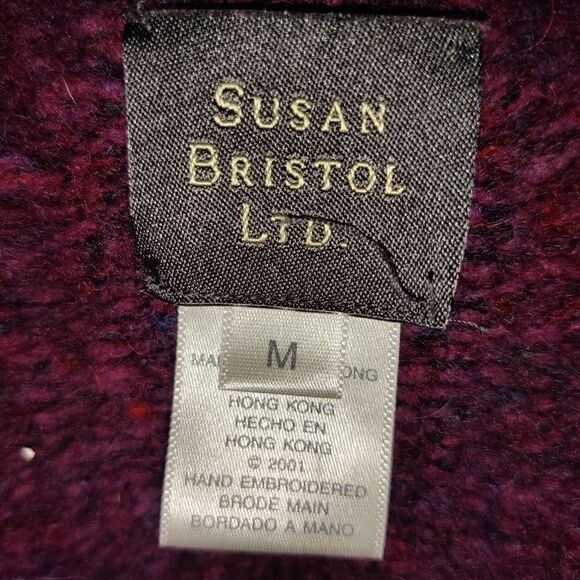 SUSAN
BRISTOL
LTD.
M
HONG KONG
HECHO EN
HONG KONG
© 2001
HAND EMBROIDERED
BRODE MAIN
BORDADO A MANO